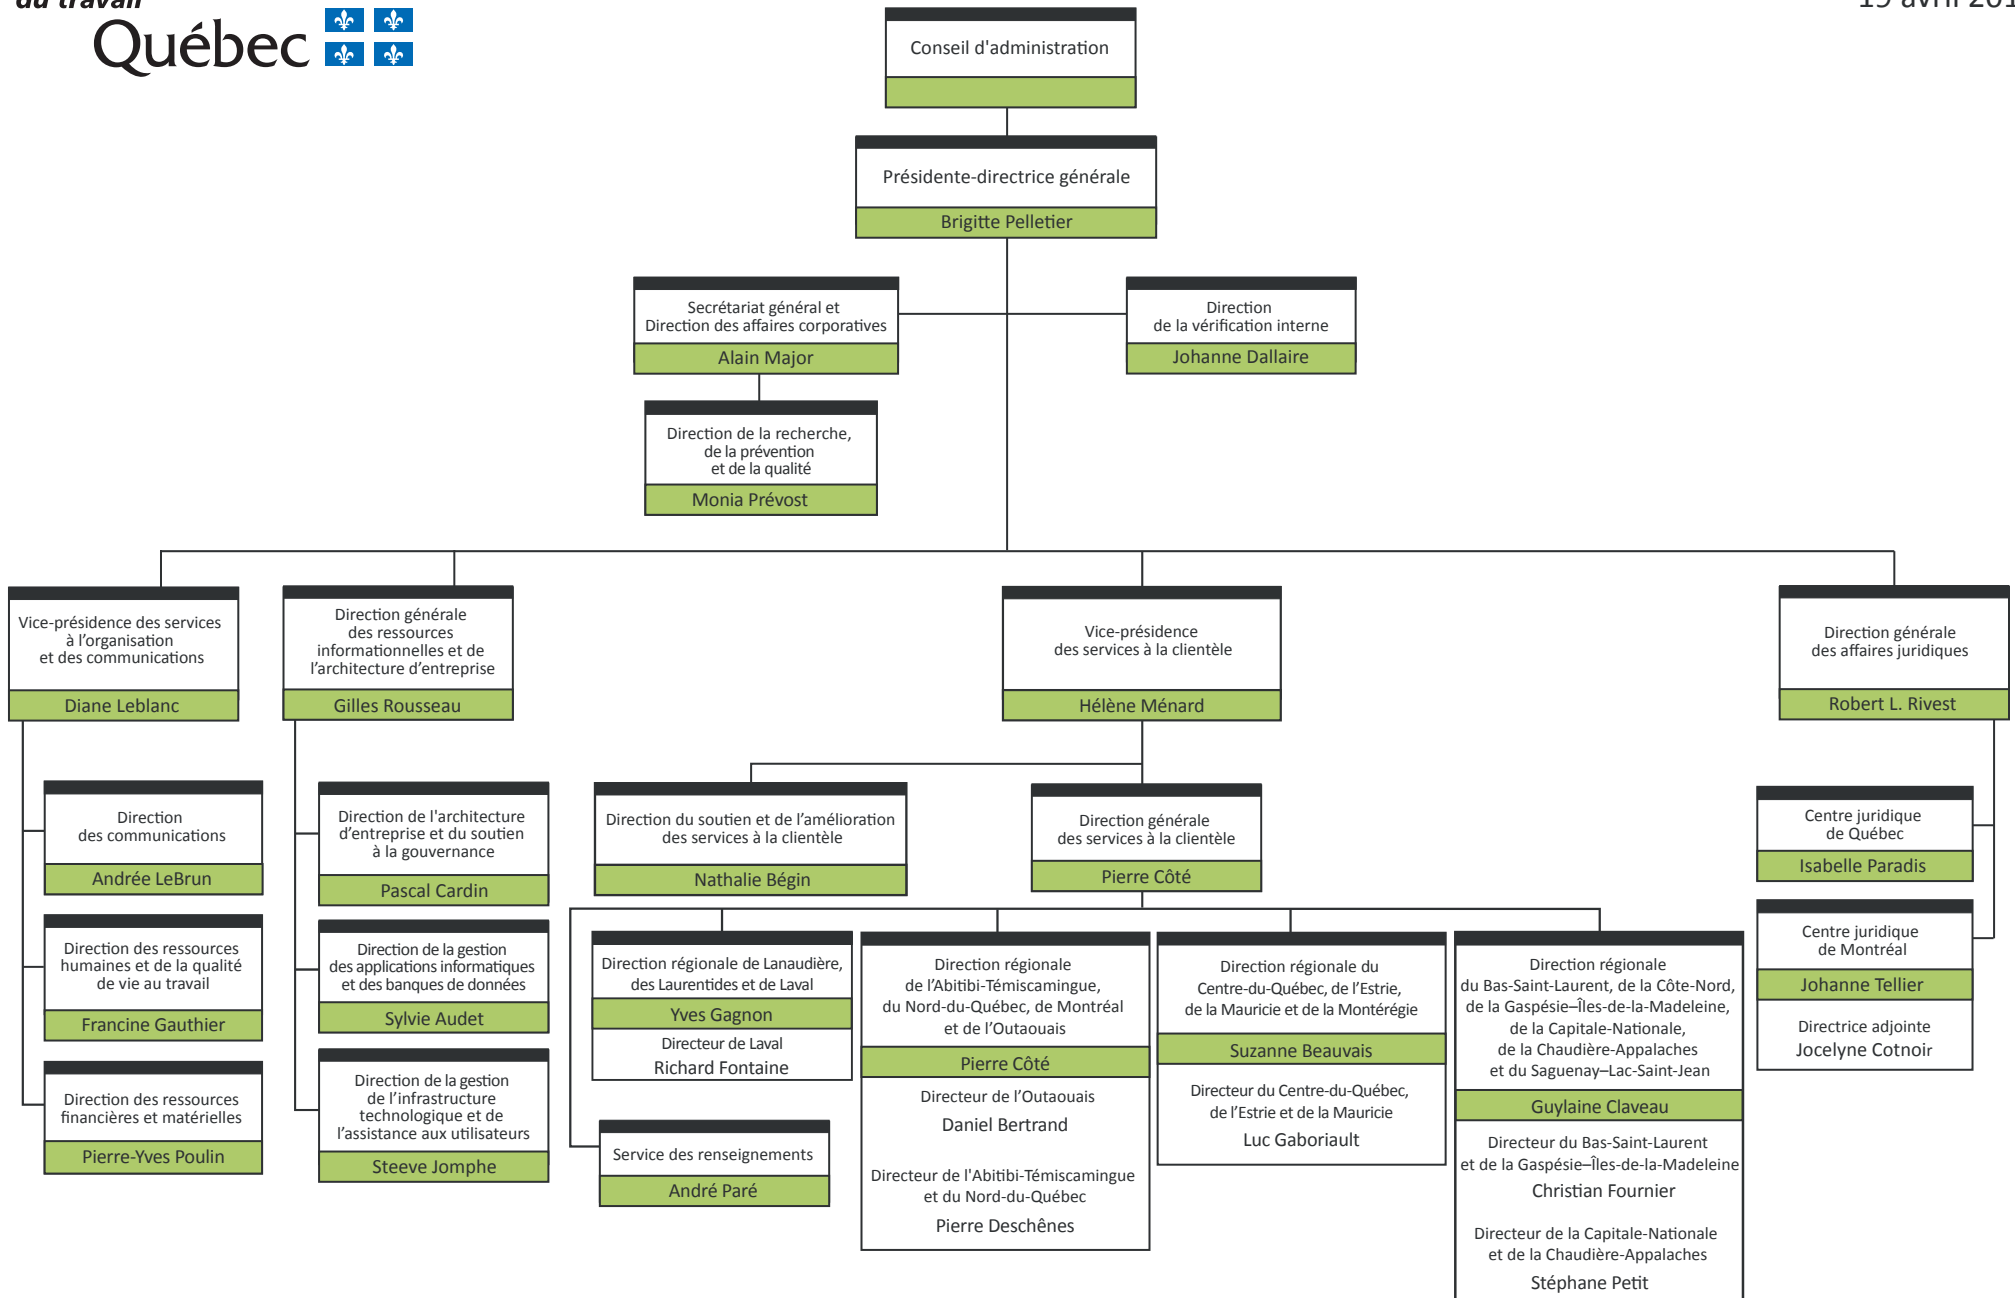 du travail
Québec
19 avril 201
Conseil d'administration
Présidente-directrice générale
Brigitte Pelletier
Secrétariat général et
Direction des affaires corporatives
Alain Major
Direction
de la vérification interne
Johanne Dallaire
Direction de la recherche,
de la prévention
et de la qualité
Monia Prévost
Vice-présidence des services
à l’organisation
et des communications
Diane Leblanc
Direction générale
des ressources
informationnelles et de
l’architecture d’entreprise
Gilles Rousseau
Vice-présidence
des services à la clientèle
Hélène Ménard
Direction générale
des affaires juridiques
Robert L. Rivest
Direction
des communications
Andrée LeBrun
Direction des ressources
humaines et de la qualité
de vie au travail
Francine Gauthier
Direction des ressources
financières et matérielles
Pierre-Yves Poulin
Direction de l'architecture
d’entreprise et du soutien
à la gouvernance
Pascal Cardin
Direction de la gestion
des applications informatiques
et des banques de données
Sylvie Audet
Direction de la gestion
de l’infrastructure
technologique et de
l’assistance aux utilisateurs
Steeve Jomphe
Direction du soutien et de l’amélioration
des services à la clientèle
Nathalie Bégin
Direction générale
des services à la clientèle
Pierre Côté
Direction régionale de Lanaudière,
des Laurentides et de Laval
Yves Gagnon
Directeur de Laval
Richard Fontaine
Service des renseignements
André Paré
Direction régionale
de l’Abitibi-Témiscamingue,
du Nord-du-Québec, de Montréal
et de l’Outaouais
Pierre Côté
Directeur de l’Outaouais
Daniel Bertrand
Directeur de l'Abitibi-Témiscamingue
et du Nord-du-Québec
Pierre Deschênes
Direction régionale du
Centre-du-Québec, de l’Estrie,
de la Mauricie et de la Montérégie
Suzanne Beauvais
Directeur du Centre-du-Québec,
de l’Estrie et de la Mauricie
Luc Gaboriault
Direction régionale
du Bas-Saint-Laurent, de la Côte-Nord,
de la Gaspésie–Îles-de-la-Madeleine,
de la Capitale-Nationale,
de la Chaudière-Appalaches
et du Saguenay–Lac-Saint-Jean
Guylaine Claveau
Directeur du Bas-Saint-Laurent
et de la Gaspésie–Îles-de-la-Madeleine
Christian Fournier
Directeur de la Capitale-Nationale
et de la Chaudière-Appalaches
Stéphane Petit
Centre juridique
de Québec
Isabelle Paradis
Centre juridique
de Montréal
Johanne Tellier
Directrice adjointe
Jocelyne Cotnoir